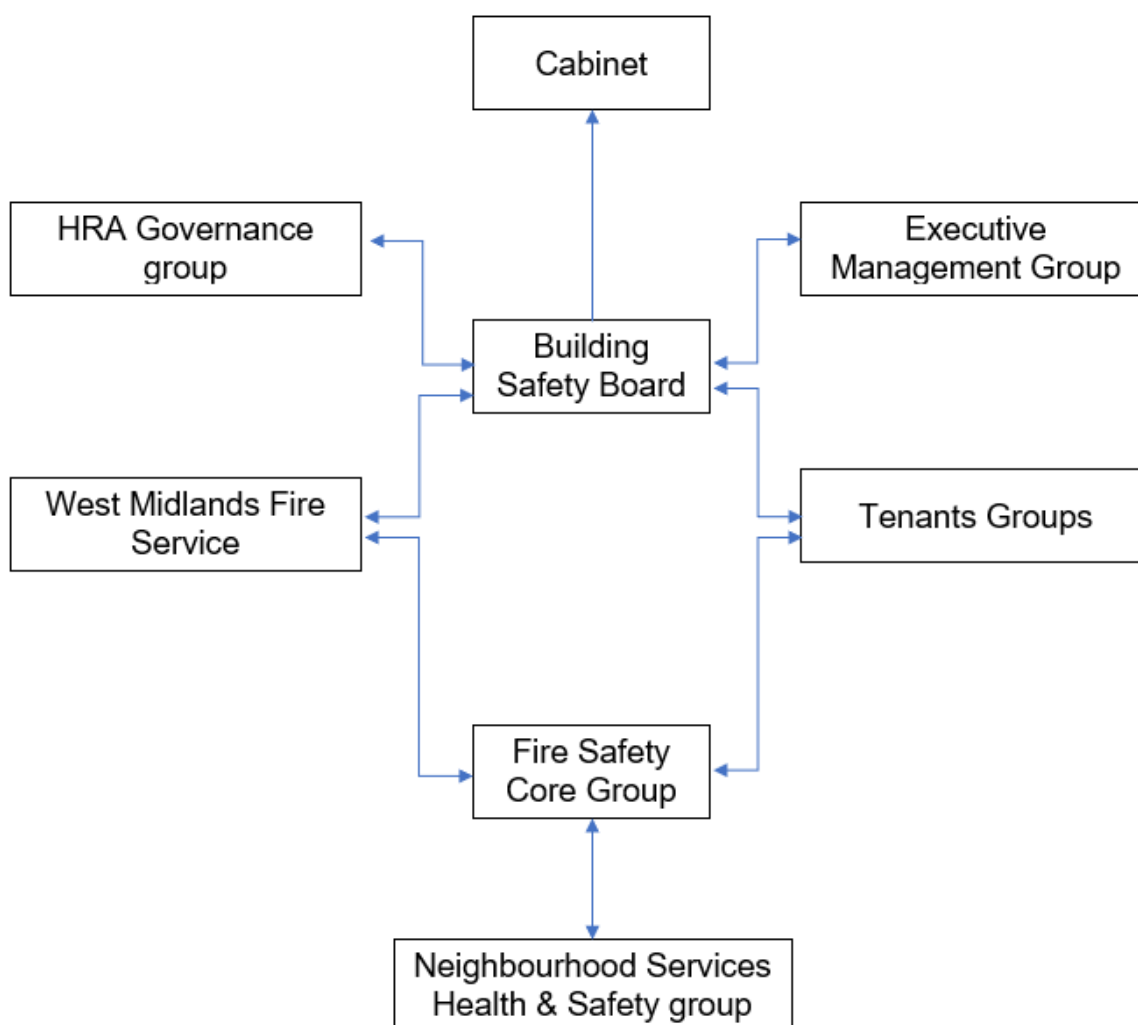 Cabinet
HRA Governance
group
Executive
Management Group
Building
Safety Board
West Midlands Fire
Service
Tenants Groups
Fire Safety
Core Group
Neighbourhood Services
Health & Safety group